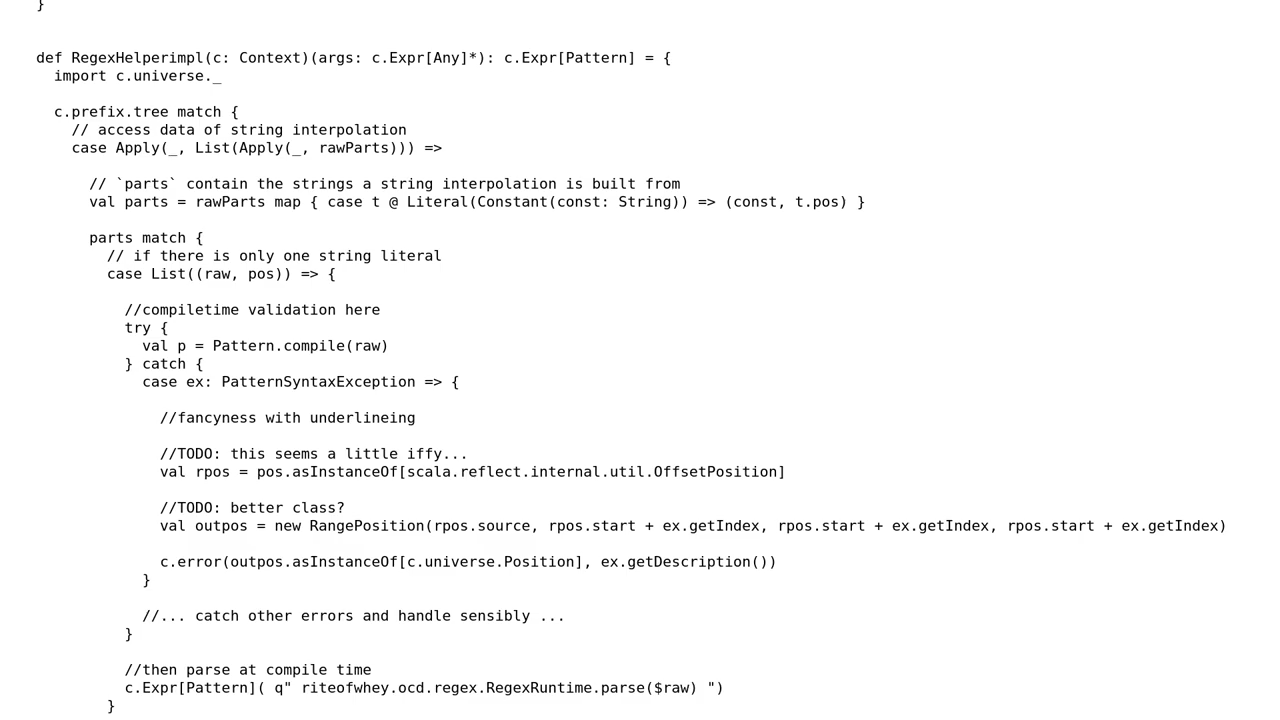 }
def RegexHelperimpl(c: Context)(args: c.Expr[Any]*): c.Expr[Pattern] = {
import c.universe._
c.prefix.tree match {
// access data of string interpolation
case Apply(_, List(Apply(_, rawParts))) =>
// `parts` contain the strings a string interpolation is built from
val parts = rawParts map { case t @ Literal(Constant(const: String)) => (const, t.pos) }
parts match {
// if there is only one string literal
case List((raw, pos)) => {
//compiletime validation here
try {
val p = Pattern.compile(raw)
} catch {
case ex: PatternSyntaxException => {
//fancyness with underlineing
//TODO: this seems a little iffy...
val rpos = pos.asInstanceOf[scala.reflect.internal.util.OffsetPosition]
//TODO: better class?
val outpos = new RangePosition(rpos.source, rpos.start + ex.getIndex, rpos.start + ex.getIndex, rpos.start + ex.getIndex)
c.error(outpos.asInstanceOf[c.universe.Position], ex.getDescription())
}
//... catch other errors and handle sensibly ...
}
//then parse at compile time
c.Expr[Pattern]( q" riteofwhey.ocd.regex.RegexRuntime.parse($raw) ")
}